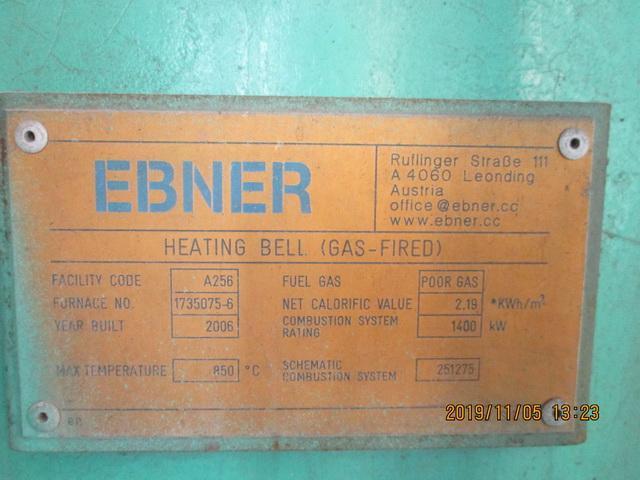 EBNER
Ruflinger Straße 111
A 4060 Leonding
Austria
office@ebner.cc
www.ebner.cc
HEATING BELL (GAS-FIRED)
FACILITY CODE A256
FURNACE NO. 1735075-6
YEAR BUILT 2006
MAX TEMPERATURE 850 °C
FUEL GAS POOR GAS
NET CALORIFIC VALUE 2,19 *KWh/m³
COMBUSTION SYSTEM
RATING 1400 kW
SCHEMATIC
COMBUSTION SYSTEM 251275
2019/11/05 13:23